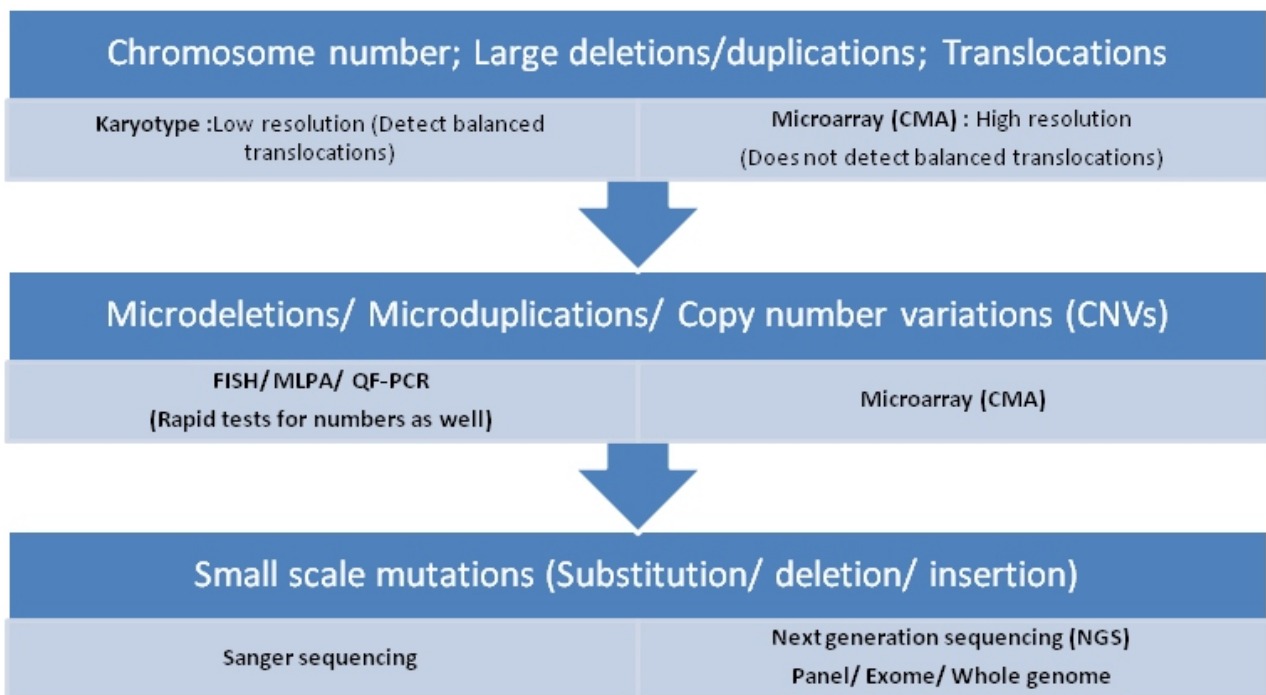 Chromosome number; Large deletions/duplications; Translocations
Karyotype :Low resolution (Detect balanced
translocations)
Microarray (CMA) : High resolution
(Does not detect balanced translocations)
Microdeletions/ Microduplications/ Copy number variations (CNVs)
FISH/ MLPA/ QF-PCR
(Rapid tests for numbers as well)
Microarray (CMA)
Small scale mutations (Substitution/ deletion/ insertion)
Sanger sequencing
Next generation sequencing (NGS)
Panel/ Exome/ Whole genome